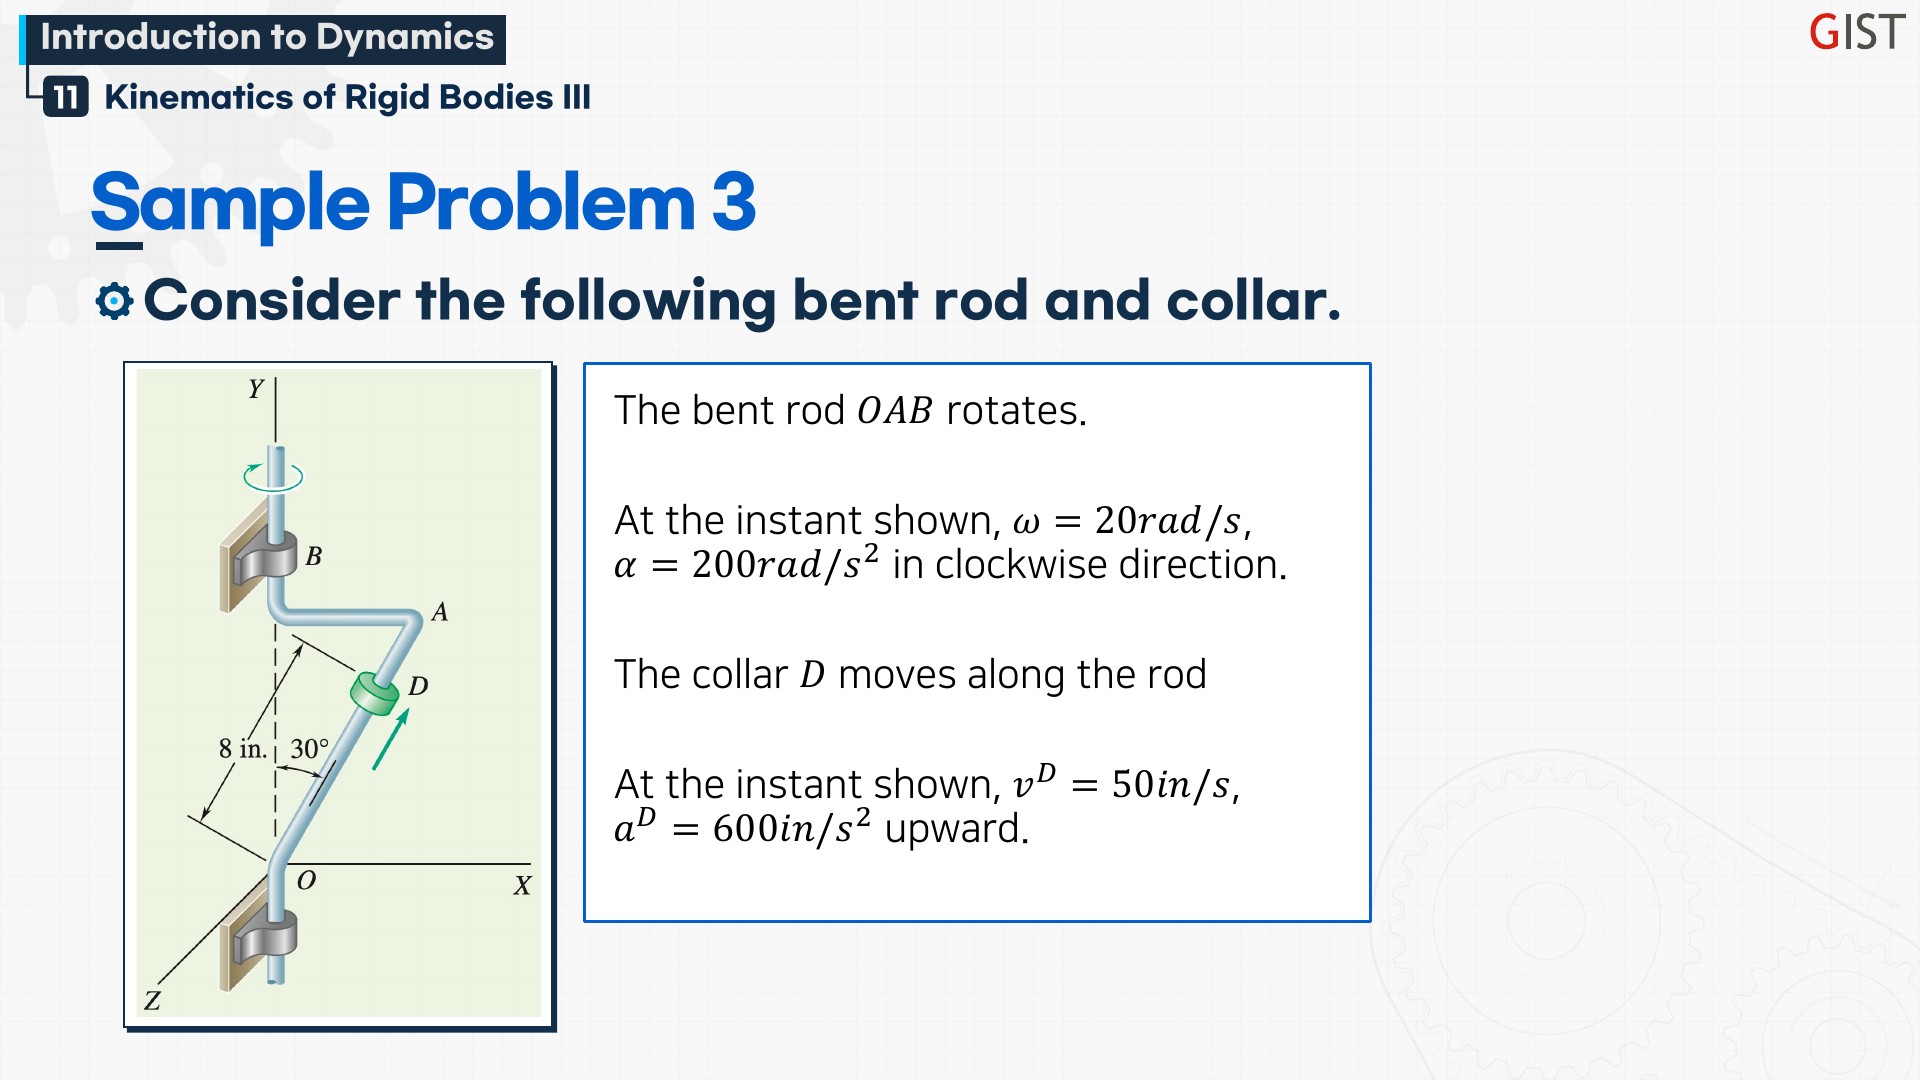 Introduction to Dynamics
GIST
11 Kinematics of Rigid Bodies III
Sample Problem 3
Consider the following bent rod and collar.
Y
B
A
D
8 in. 30°
O
X
Z
The bent rod OAB rotates.
At the instant shown, ω = 20rad/s,
α = 200rad/s² in clockwise direction.
The collar D moves along the rod
At the instant shown, vᴰ = 50in/s,
aᴰ = 600in/s² upward.